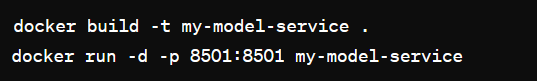 docker build -t my-model-service .
docker run -d -p 8501:8501 my-model-service